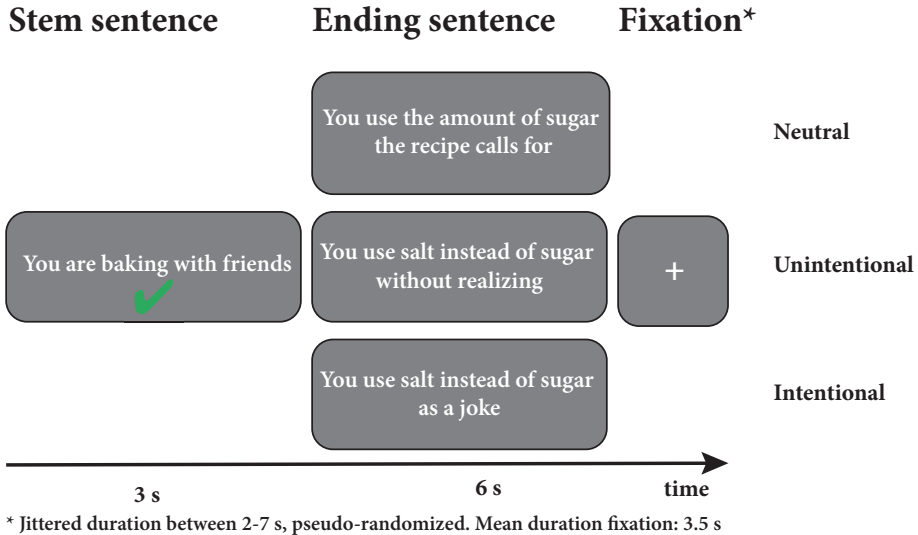 Stem sentence
Ending sentence
Fixation*
You use the amount of sugar
the recipe calls for
Neutral
You are baking with friends
You use salt instead of sugar
without realizing
+
Unintentional
You use salt instead of sugar
as a joke
Intentional
3 s
6 s
time
* Jittered duration between 2-7 s, pseudo-randomized. Mean duration fixation: 3.5 s